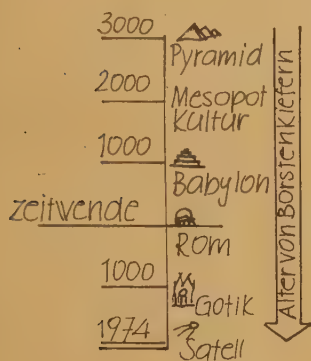 3000
Pyramid
2000
Mesopot
Kultur
1000
Babylon
Zeitwende
Rom
1000
Gotik
1974
Satell
Alter von Borstenkiefern